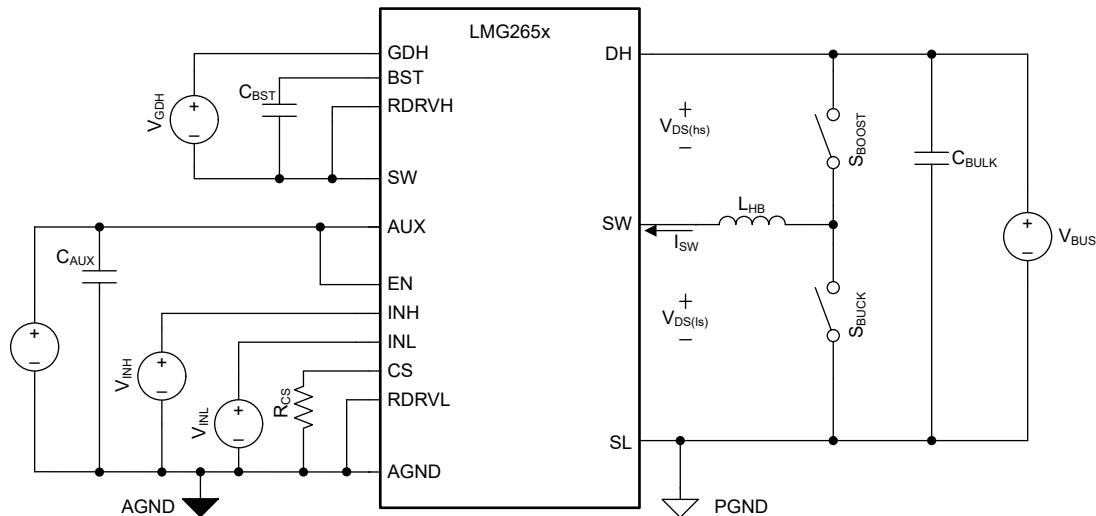 LMG265x
GDH
BST
RDRVH
SW
AUX
EN
INH
INL
CS
RDRVL
AGND
DH
SW
SL
V_GDH
C_BST
C_AUX
V_INH
V_INL
R_CS
AGND
+
–
+
–
+
–
+
–
+
V_DS(hs)
–
+
V_DS(ls)
–
I_SW
L_HB
S_BOOST
S_BUCK
C_BULK
+
–
V_BUS
PGND